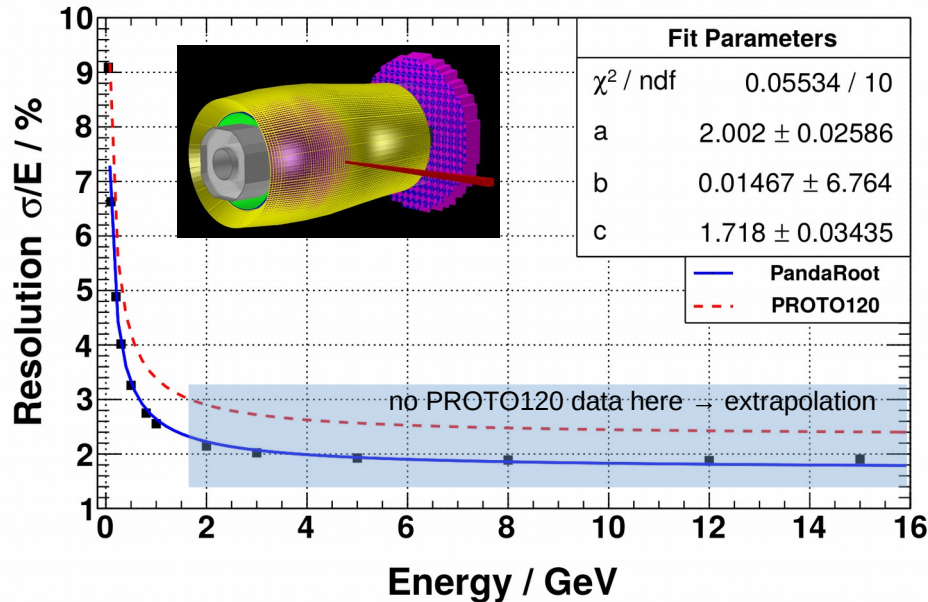 Resolution σ/E / %
10
9
8
7
6
5
4
3
2
1
Fit Parameters
χ² / ndf 0.05534 / 10
a 2.002 ± 0.02586
b 0.01467 ± 6.764
c 1.718 ± 0.03435
PandaRoot
PROTO120
no PROTO120 data here → extrapolation
0 2 4 6 8 10 12 14 16
Energy / GeV